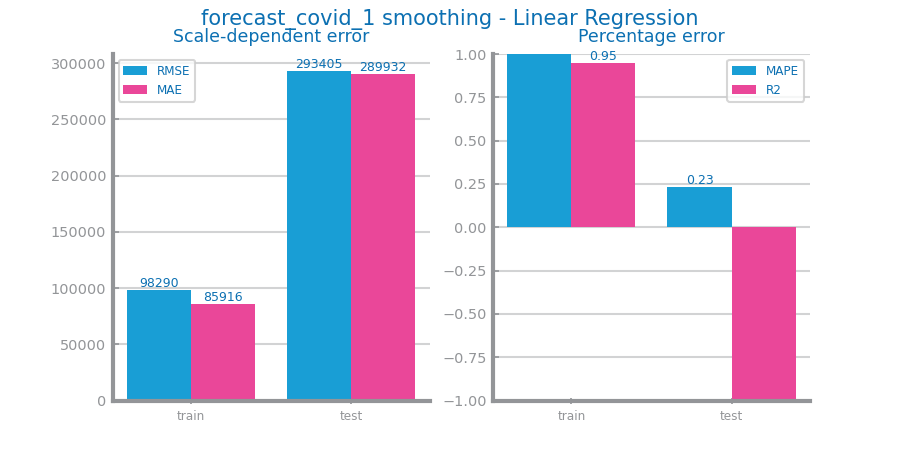 forecast_covid_1 smoothing - Linear Regression
Scale-dependent error
300000
250000
200000
150000
100000
50000
0
RMSE
MAE
98290
85916
293405
289932
train
test
Percentage error
1.00
0.75
0.50
0.25
0.00
−0.25
−0.50
−0.75
−1.00
MAPE
R2
0.95
0.23
train
test